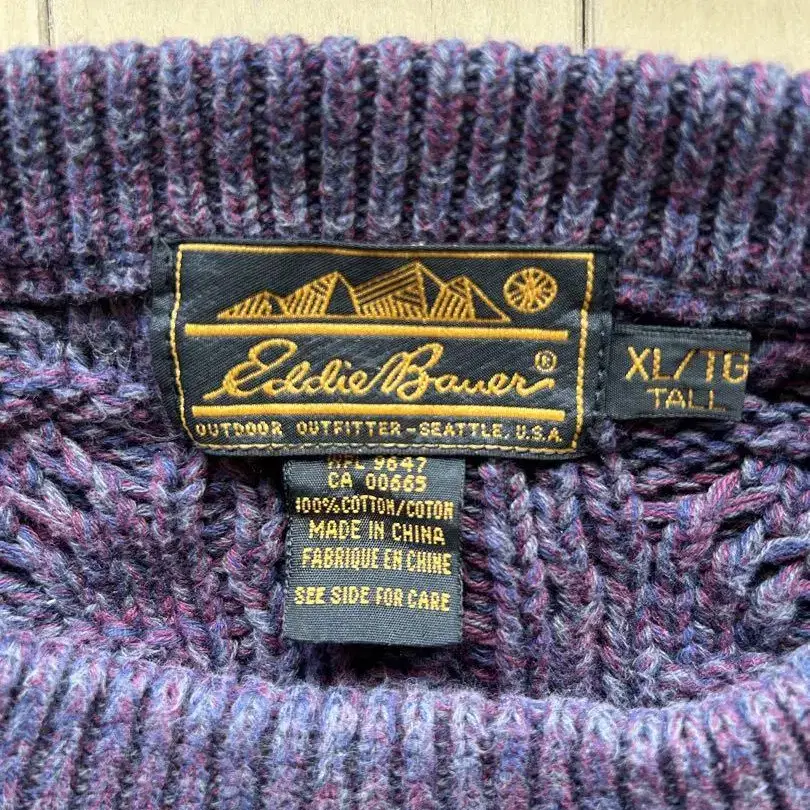 Eddie Bauer®
OUTDOOR OUTFITTER-SEATTLE, U.S.A.
XL/TG
TALL
9647
CA 00665
100% COTTON/COTON
MADE IN CHINA
FABRIQUE EN CHINE
SEE SIDE FOR CARE